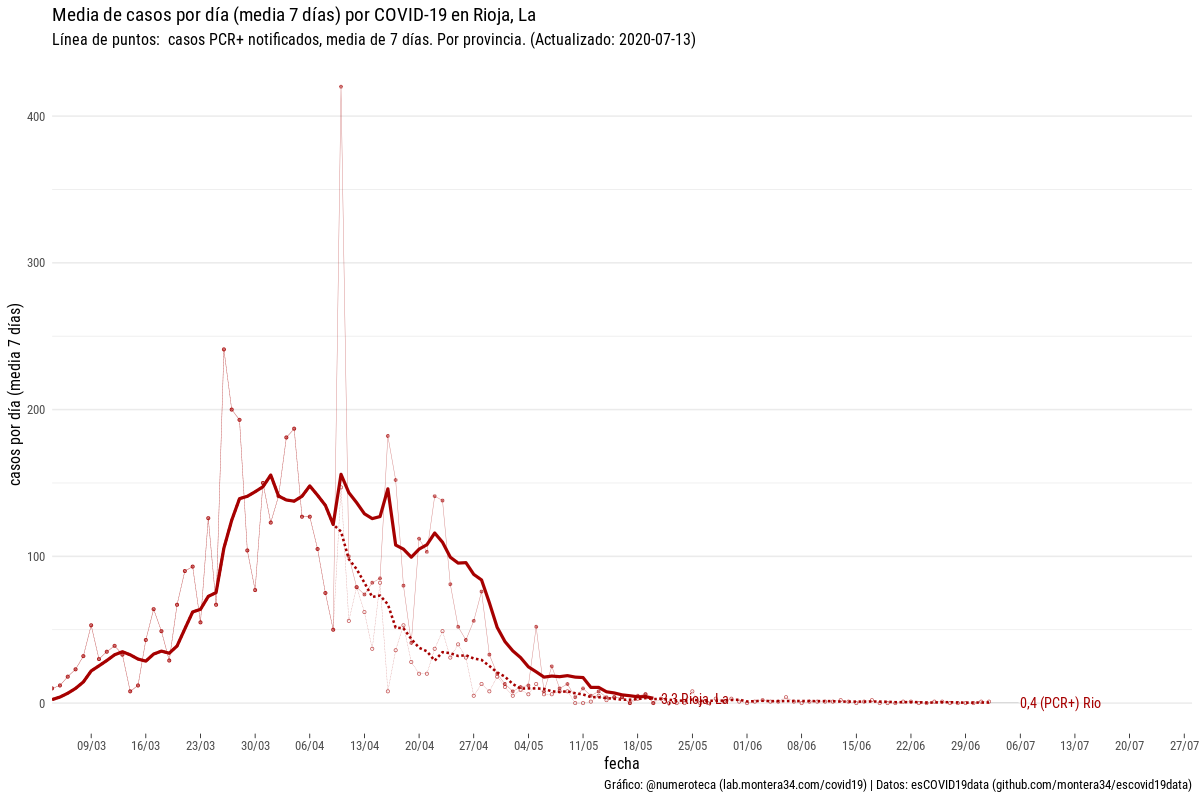 Media de casos por día (media 7 días) por COVID-19 en Rioja, La
Línea de puntos:  casos PCR+ notificados, media de 7 días. Por provincia. (Actualizado: 2020-07-13)
casos por día (media 7 días)
400
300
200
100
0
3,3 Rioja, La
0,4 (PCR+) Rio
09/03 16/03 23/03 30/03 06/04 13/04 20/04 27/04 04/05 11/05 18/05 25/05 01/06 08/06 15/06 22/06 29/06 06/07 13/07 20/07 27/07
fecha
Gráfico: @numeroteca (lab.montera34.com/covid19) | Datos: esCOVID19data (github.com/montera34/escovid19data)